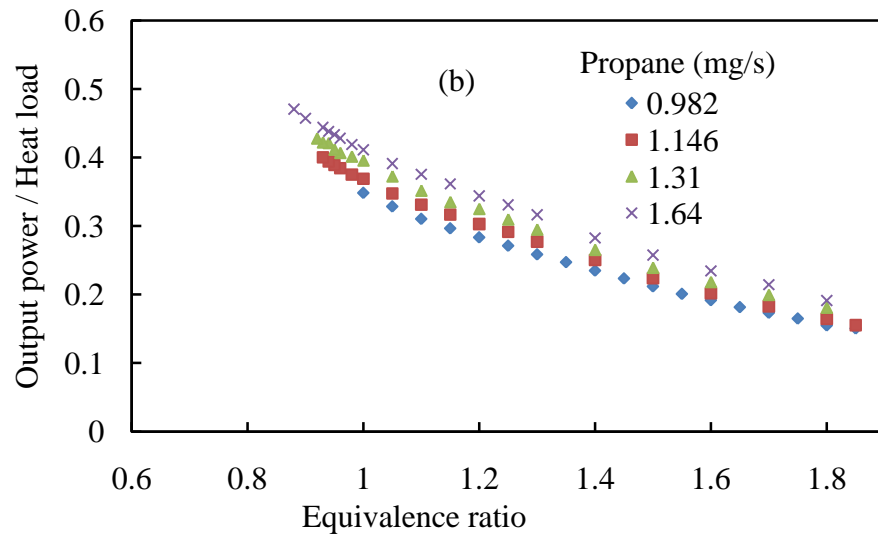 0.6
0.5
0.4
0.3
0.2
0.1
0
Output power / Heat load
(b)
Propane (mg/s)
0.982
1.146
1.31
1.64
0.6 0.8 1 1.2 1.4 1.6 1.8
Equivalence ratio